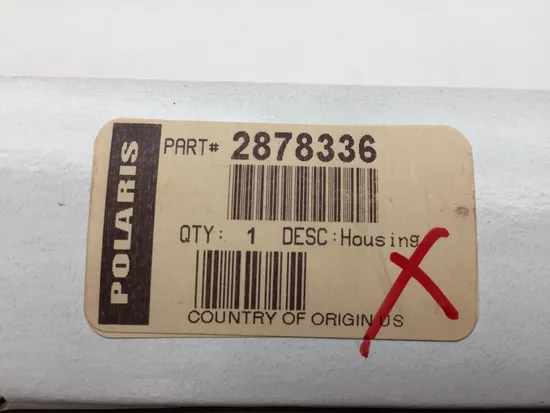 POLARIS
PART# 2878336
QTY: 1 DESC:Housing
COUNTRY OF ORIGIN US